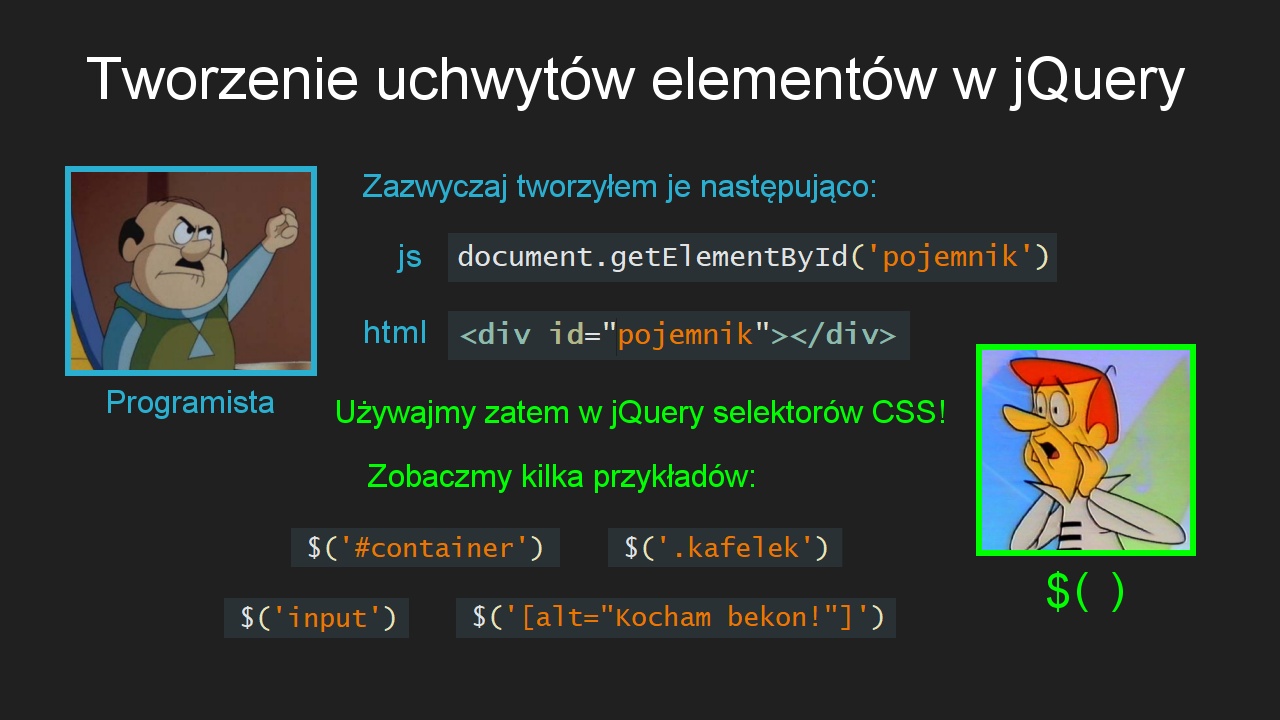 Tworzenie uchwytów elementów w jQuery
Zazwyczaj tworzyłem je następująco:
js document.getElementById('pojemnik')
html <div id="pojemnik"></div>
Programista
Używajmy zatem w jQuery selektorów CSS!
Zobaczmy kilka przykładów:
$('#container') $('.kafelek')
$( )
$('input') $('[alt="Kocham bekon!"]')